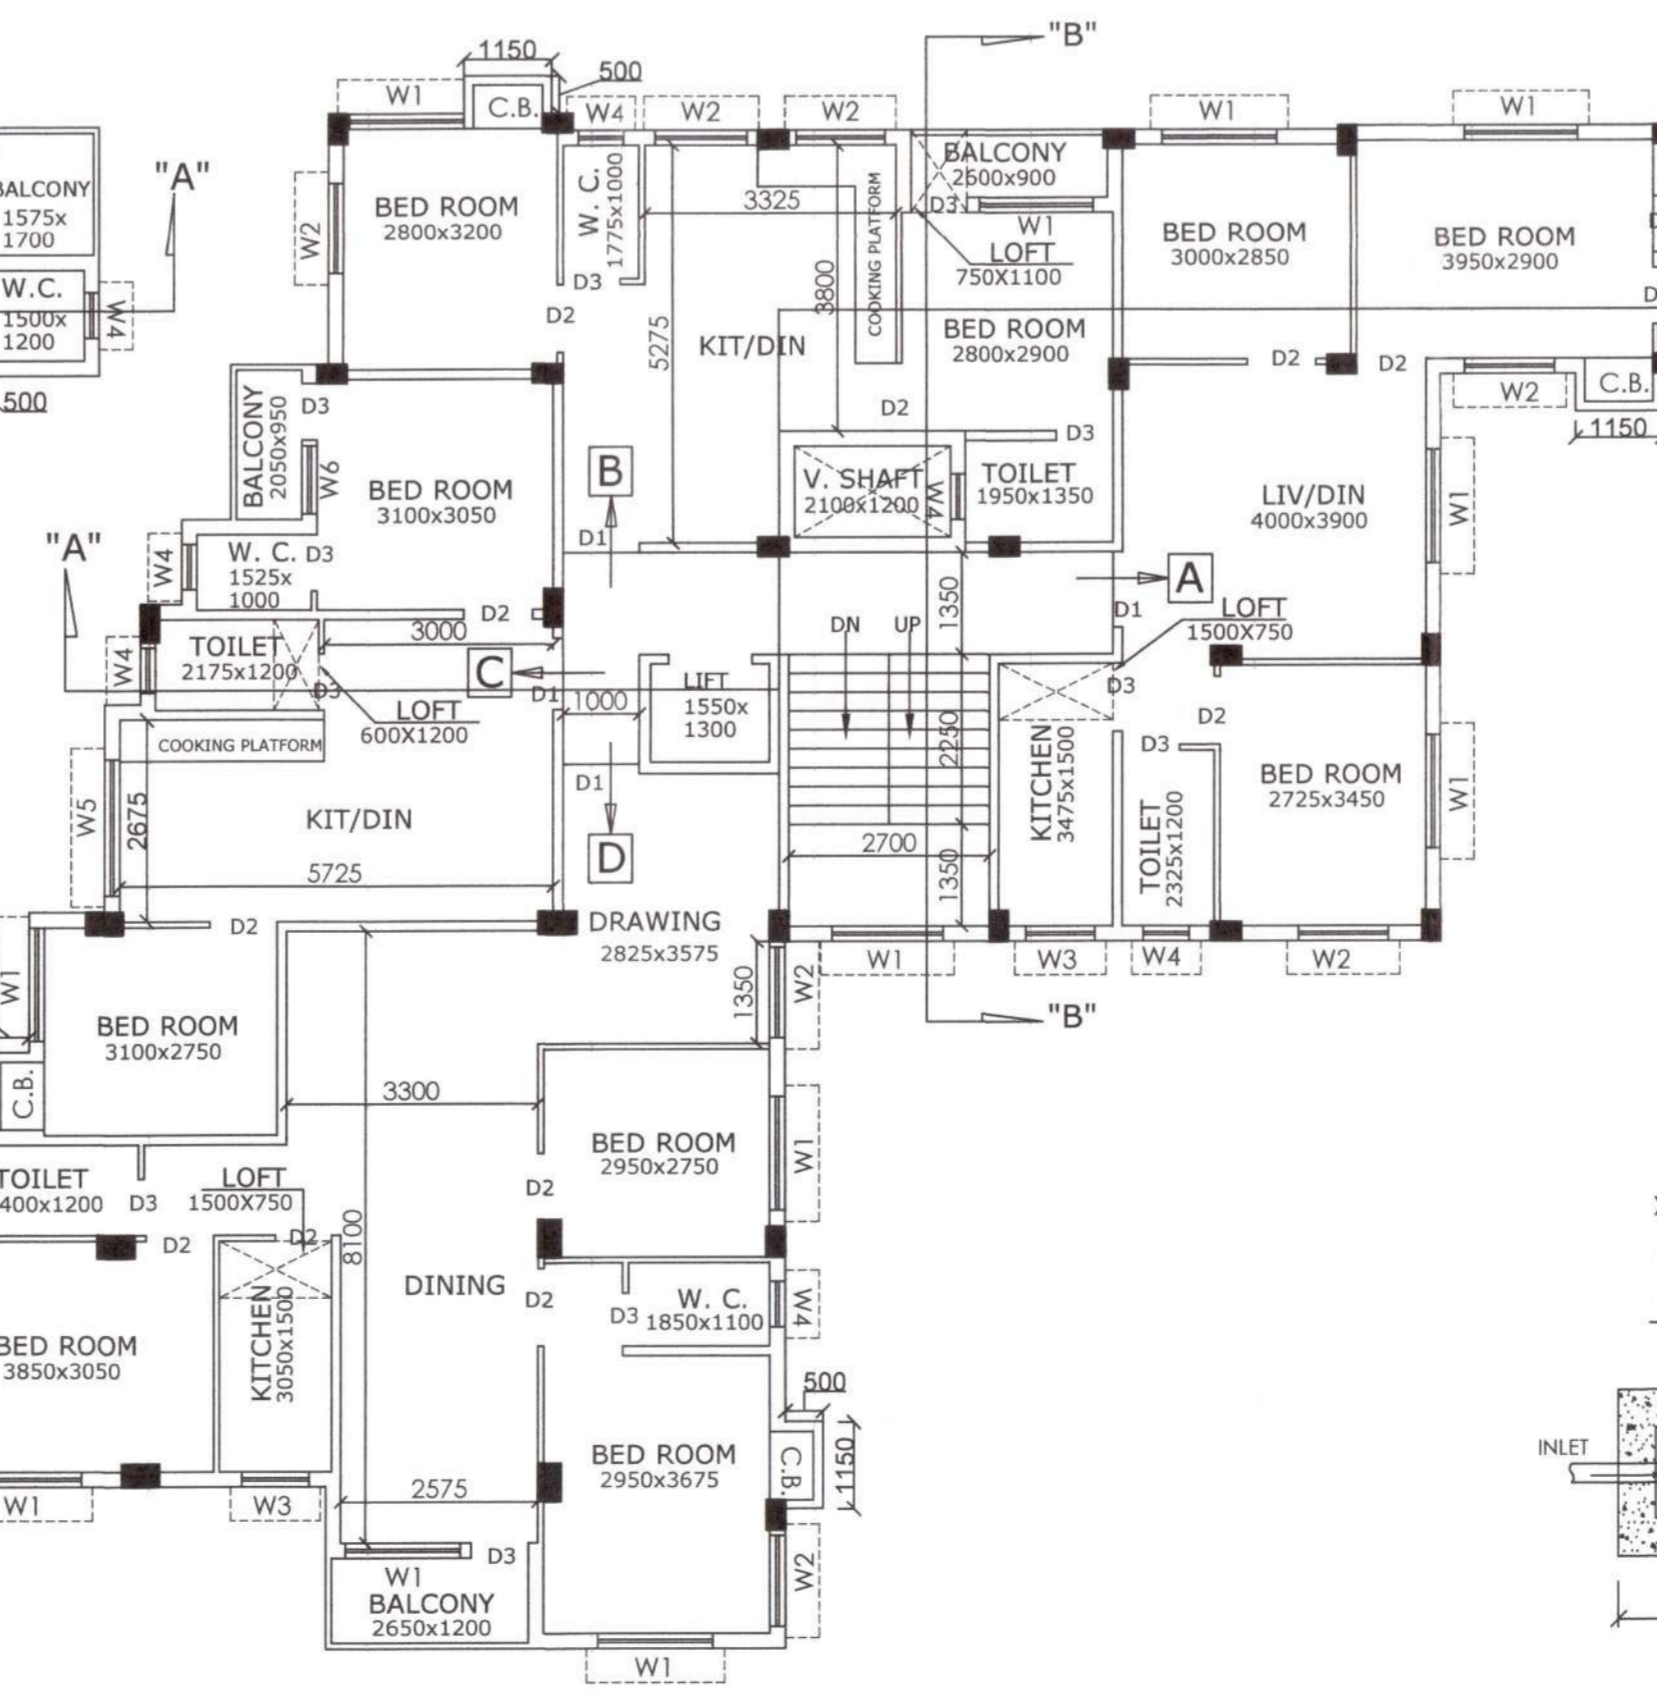 "B"
1150
500
W1
C.B.
W4
W2
W2
W1
W1
BALCONY
1575x
1700
"A"
W.C.
1500x
1200
W4
500
BED ROOM
2800x3200
W2
W. C.
1775x1000
D3
D2
3325
5275
3800
COOKING PLATFORM
KIT/DIN
BALCONY
2600x900
D3
W1
LOFT
750X1100
BED ROOM
2800x2900
D2
D3
BED ROOM
3000x2850
BED ROOM
3950x2900
D2
D2
W2
C.B.
1150
BALCONY
2050x950
D3
W6
BED ROOM
3100x3050
B
D1
V. SHAFT
2100x1200
W4
TOILET
1950x1350
LIV/DIN
4000x3900
W1
"A"
W4
W. C.
D3
1525x
1000
D2
3000
A
D1
1350
DN
UP
LOFT
1500X750
W4
TOILET
2175x1200
D3
C
D1
1000
LIFT
1550x
1300
LOFT
600X1200
COOKING PLATFORM
D1
D
2250
D3
D2
D3
KITCHEN
3475x1500
TOILET
2325x1200
BED ROOM
2725x3450
W1
W5
2675
KIT/DIN
5725
2700
1350
D2
DRAWING
2825x3575
W1
W3
W4
W2
"B"
W1
BED ROOM
3100x2750
C.B.
1350
W2
3300
BED ROOM
2950x2750
W1
D2
TOILET
400x1200
D3
LOFT
1500X750
D2
D2
8100
DINING
D2
D3
W. C.
1850x1100
W4
BED ROOM
3850x3050
KITCHEN
3050x1500
500
C.B.
1150
BED ROOM
2950x3675
INLET
2575
W1
W3
D3
W1
BALCONY
2650x1200
W2
W1